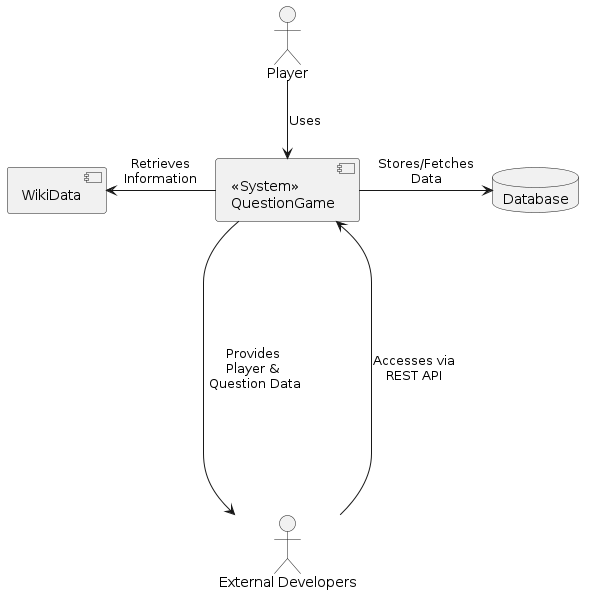 Player
Uses
Retrieves
Information
Stores/Fetches
Data
WikiData
«System»
QuestionGame
Database
Provides
Player &
Question Data
Accesses via
REST API
External Developers